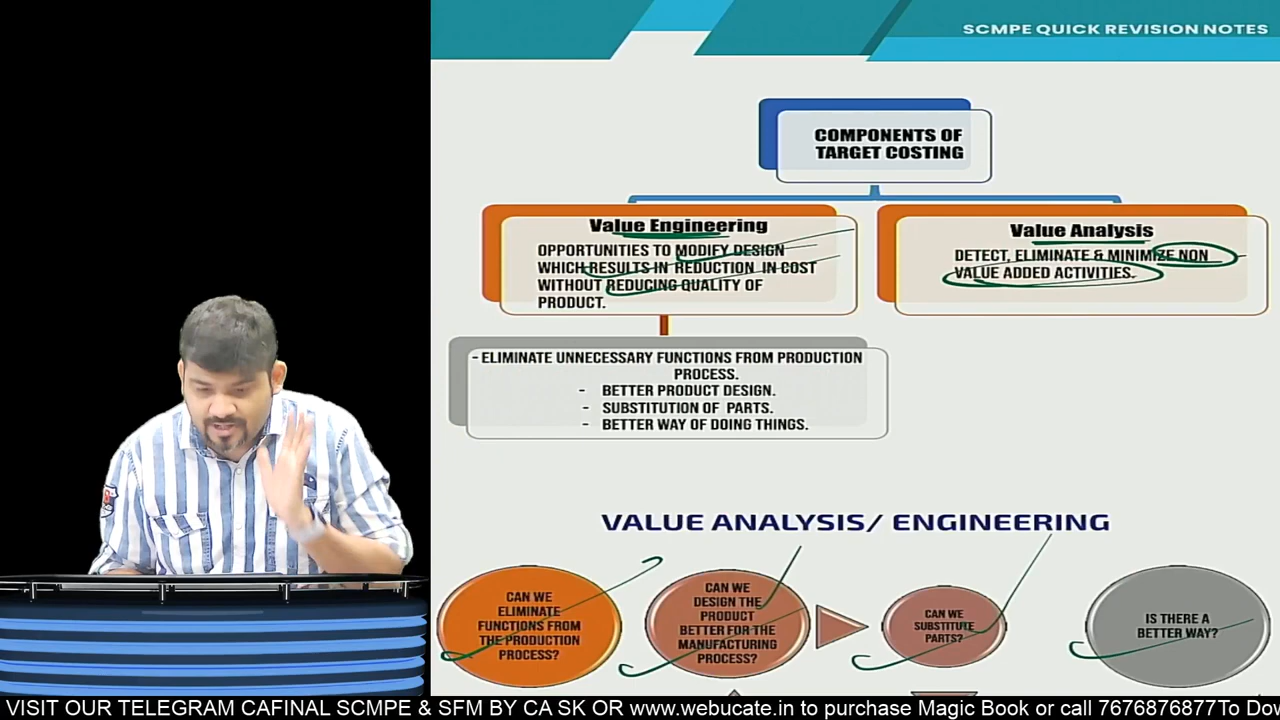 SCMPE QUICK REVISION NOTES
COMPONENTS OF
TARGET COSTING
Value Engineering
OPPORTUNITIES TO MODIFY DESIGN
WHICH RESULTS IN REDUCTION IN COST
WITHOUT REDUCING QUALITY OF
PRODUCT.
Value Analysis
DETECT, ELIMINATE & MINIMIZE NON
VALUE ADDED ACTIVITIES.
- ELIMINATE UNNECESSARY FUNCTIONS FROM PRODUCTION
PROCESS.
- BETTER PRODUCT DESIGN.
- SUBSTITUTION OF PARTS.
- BETTER WAY OF DOING THINGS.
VALUE ANALYSIS/ ENGINEERING
CAN WE
ELIMINATE
FUNCTIONS FROM
THE PRODUCTION
PROCESS?
CAN WE
DESIGN THE
PRODUCT
BETTER FOR THE
MANUFACTURING
PROCESS?
CAN WE
SUBSTITUTE
PARTS?
IS THERE A
BETTER WAY?
VISIT OUR TELEGRAM CAFINAL SCMPE & SFM BY CA SK OR www.webucate.in to purchase Magic Book or call 7676876877To Dov